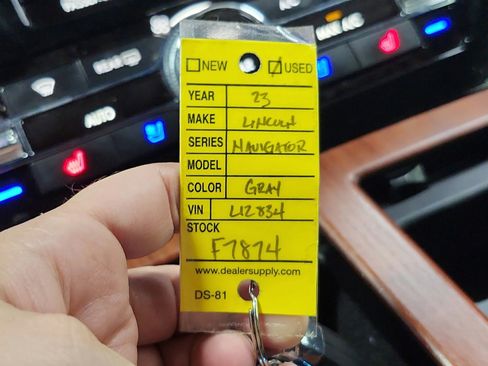 NEW USED
YEAR 23
MAKE LINCOLN
SERIES NAVIGATOR
MODEL
COLOR GRAY
VIN L12834
STOCK
F7874
www.dealersupply.com
DS-81
AUTO